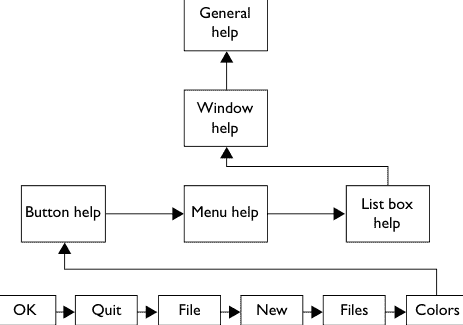 General
help
Window
help
Button help
Menu help
List box
help
OK
Quit
File
New
Files
Colors